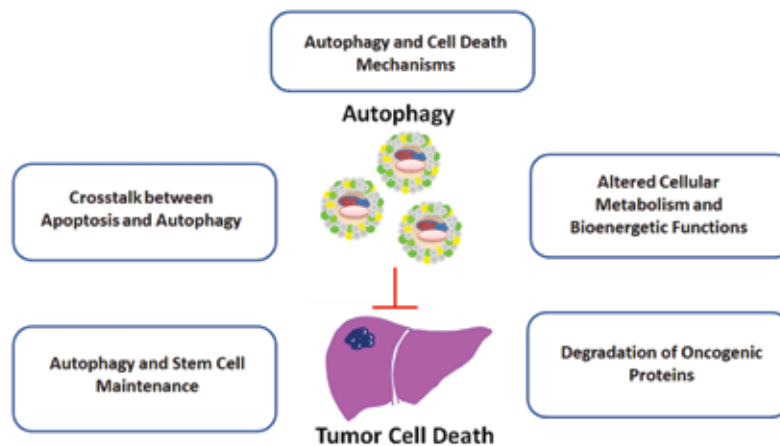 Autophagy and Cell Death
Mechanisms
Autophagy
Crosstalk between
Apoptosis and Autophagy
Altered Cellular
Metabolism and
Bioenergetic Functions
Autophagy and Stem Cell
Maintenance
Degradation of Oncogenic
Proteins
Tumor Cell Death